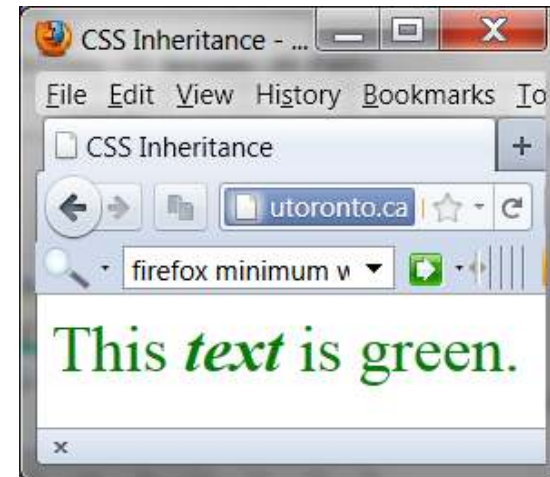 CSS Inheritance - ...
File Edit View History Bookmarks To
CSS Inheritance
utoronto.ca
firefox minimum w
This text is green.